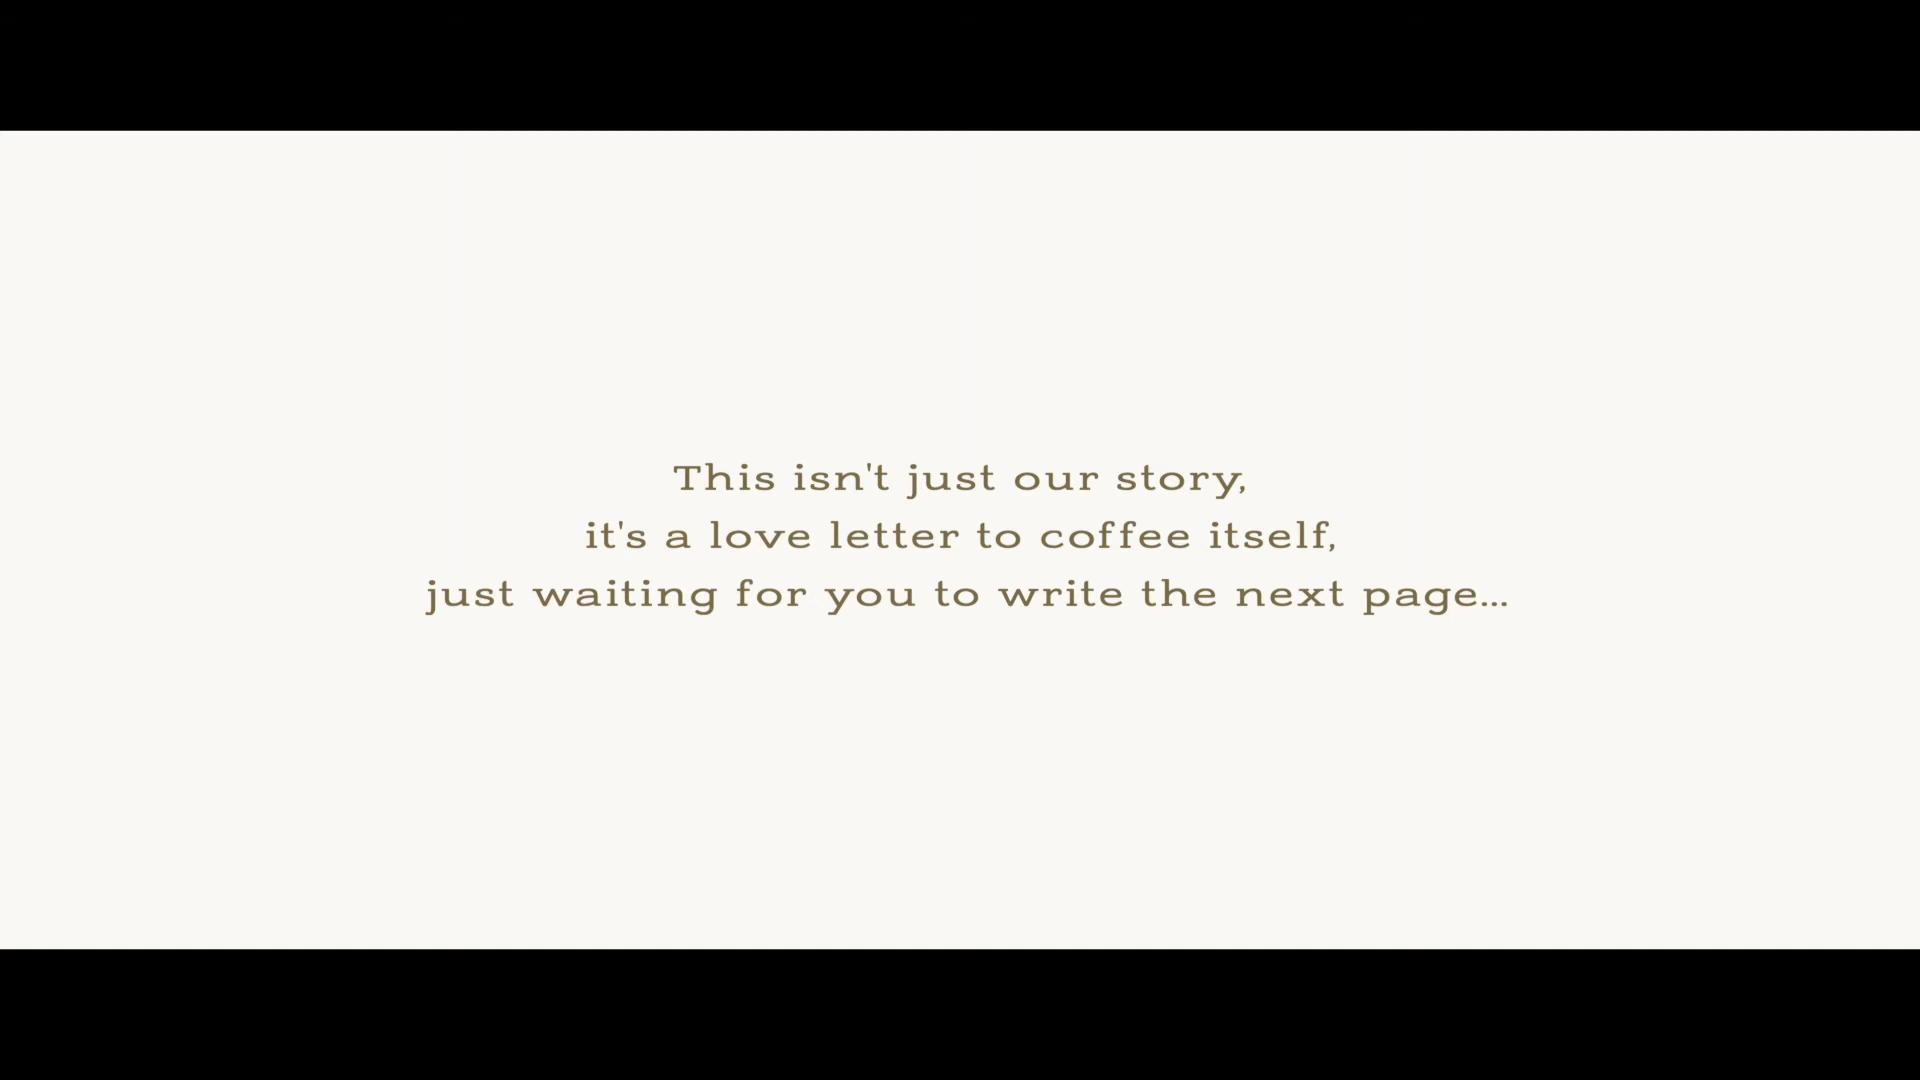 This isn't just our story,
it's a love letter to coffee itself,
just waiting for you to write the next page...